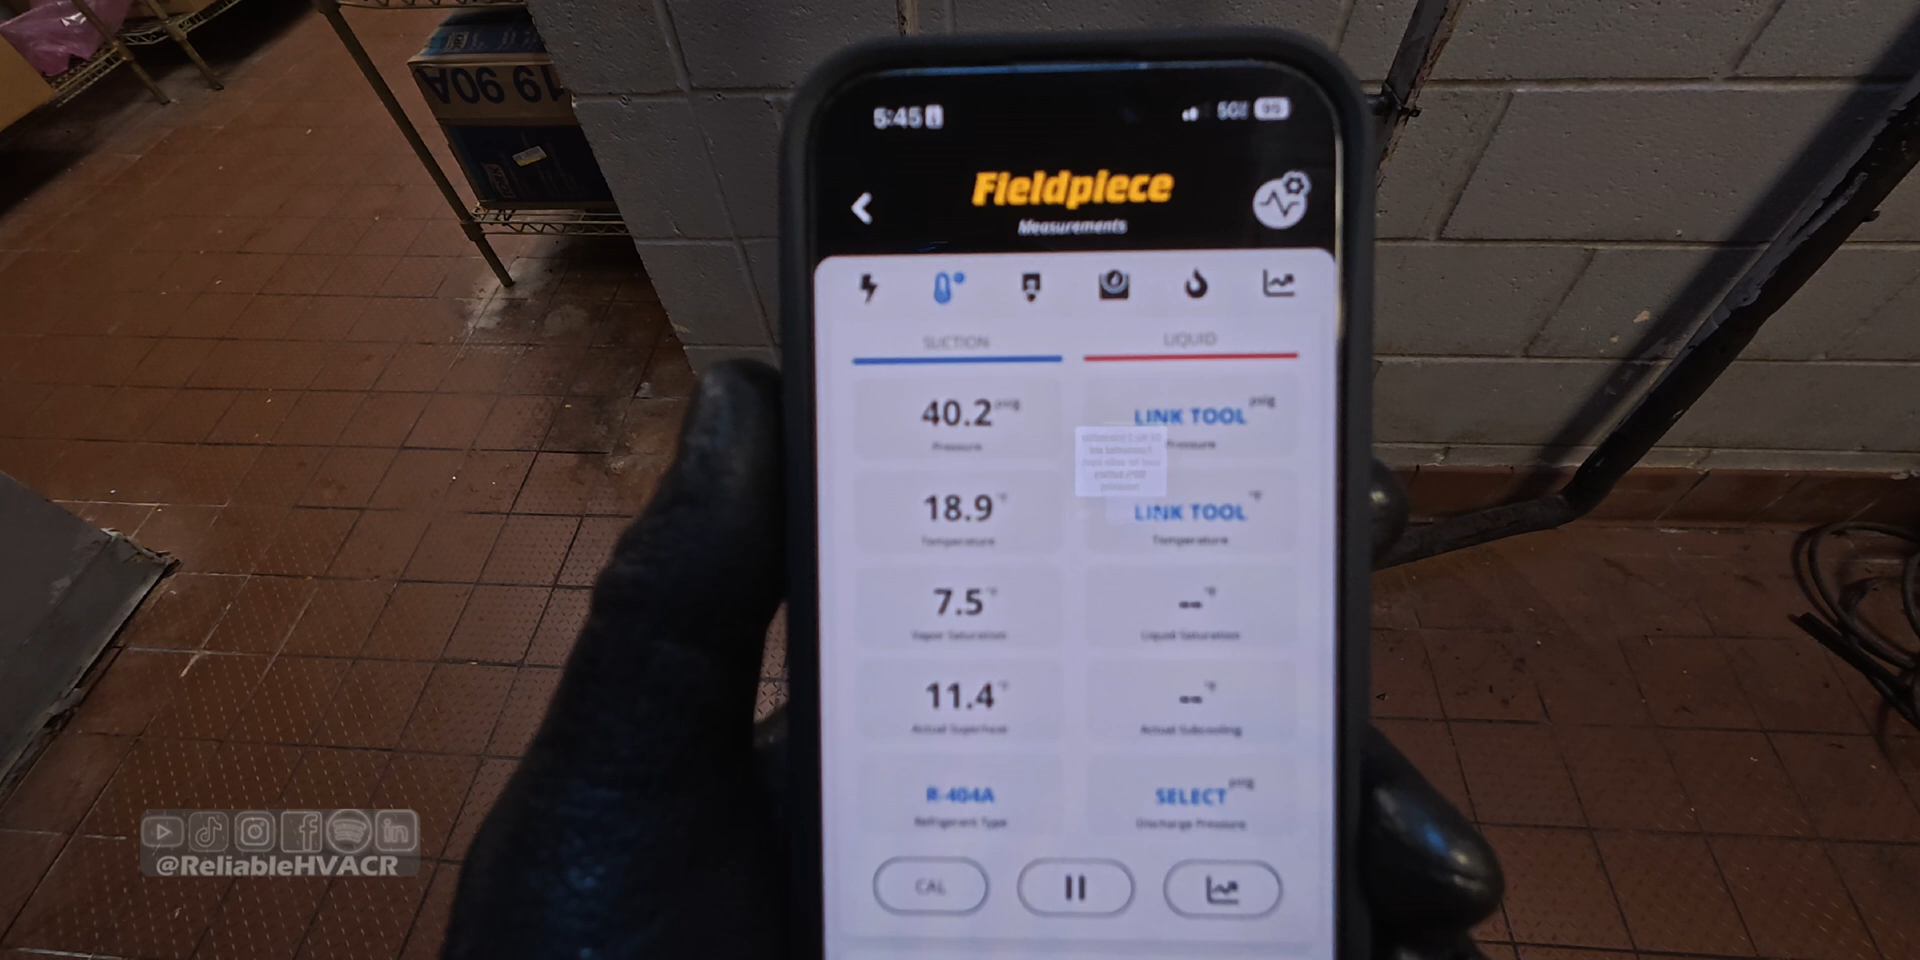 19 90A
5:45
5G
Fieldpiece
Measurements
SUCTION
LIQUID
40.2 psig
Pressure
LINK TOOL psig
Pressure
18.9 °F
Temperature
LINK TOOL °F
Temperature
7.5 °F
Vapor Saturation
-- °F
Liquid Saturation
11.4 °F
Actual Superheat
-- °F
Actual Subcooling
R-404A
Refrigerant Type
SELECT psig
Discharge Pressure
CAL
@ReliableHVACR